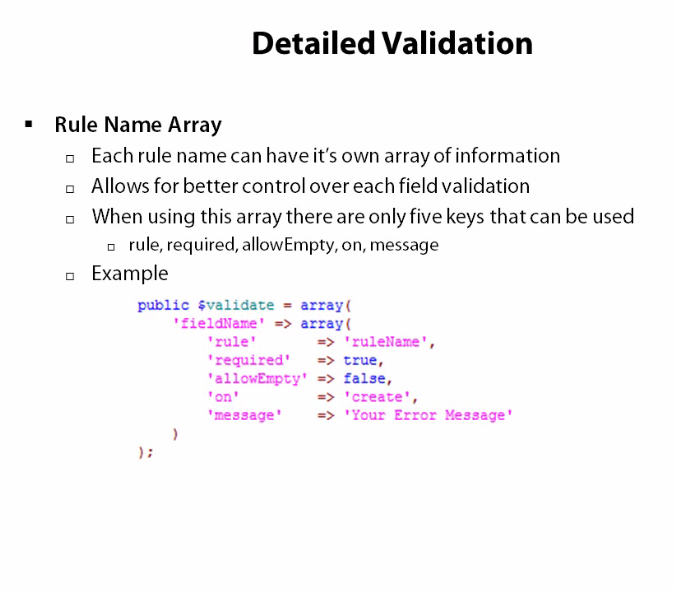 Detailed Validation
▪ Rule Name Array
□ Each rule name can have it's own array of information
□ Allows for better control over each field validation
□ When using this array there are only five keys that can be used
□ rule, required, allowEmpty, on, message
□ Example
public $validate = array(
'fieldName' => array(
'rule' => 'ruleName',
'required' => true,
'allowEmpty' => false,
'on' => 'create',
'message' => 'Your Error Message'
)
);